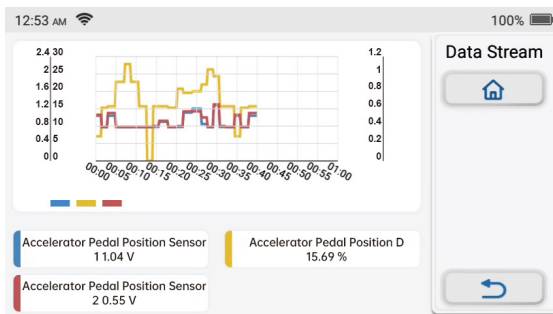 12:53 AM
100%
Data Stream
2.4 30
1.2
2 25
1
1.6 20
0.8
1.2 15
0.6
0.8 10
0.4
0.4 5
0.2
0 0
0
00:00 00:05 00:10 00:15 00:20 00:25 00:30 00:35 00:40 00:45 00:50 00:55 01:00
Accelerator Pedal Position Sensor
1 1.04 V
Accelerator Pedal Position D
15.69 %
Accelerator Pedal Position Sensor
2 0.55 V